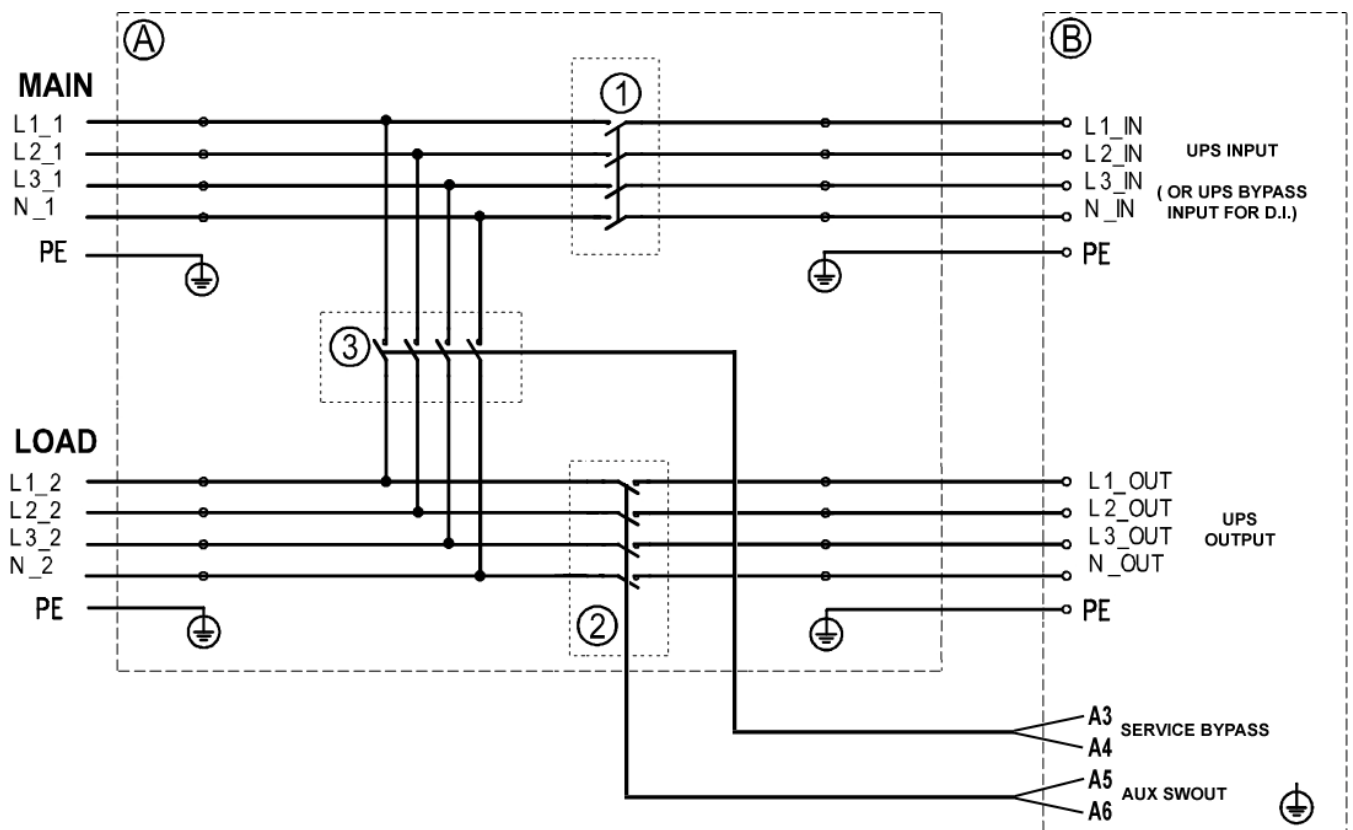 A
B
MAIN
1
L1_1
L1_IN
L2_1
L2_IN
UPS INPUT
L3_1
L3_IN
( OR UPS BYPASS
INPUT FOR D.I.)
N_1
N_IN
PE
PE
3
LOAD
L1_2
L1_OUT
L2_2
L2_OUT
UPS
OUTPUT
L3_2
L3_OUT
N_2
N_OUT
PE
2
PE
A3
SERVICE BYPASS
A4
A5
AUX SWOUT
A6